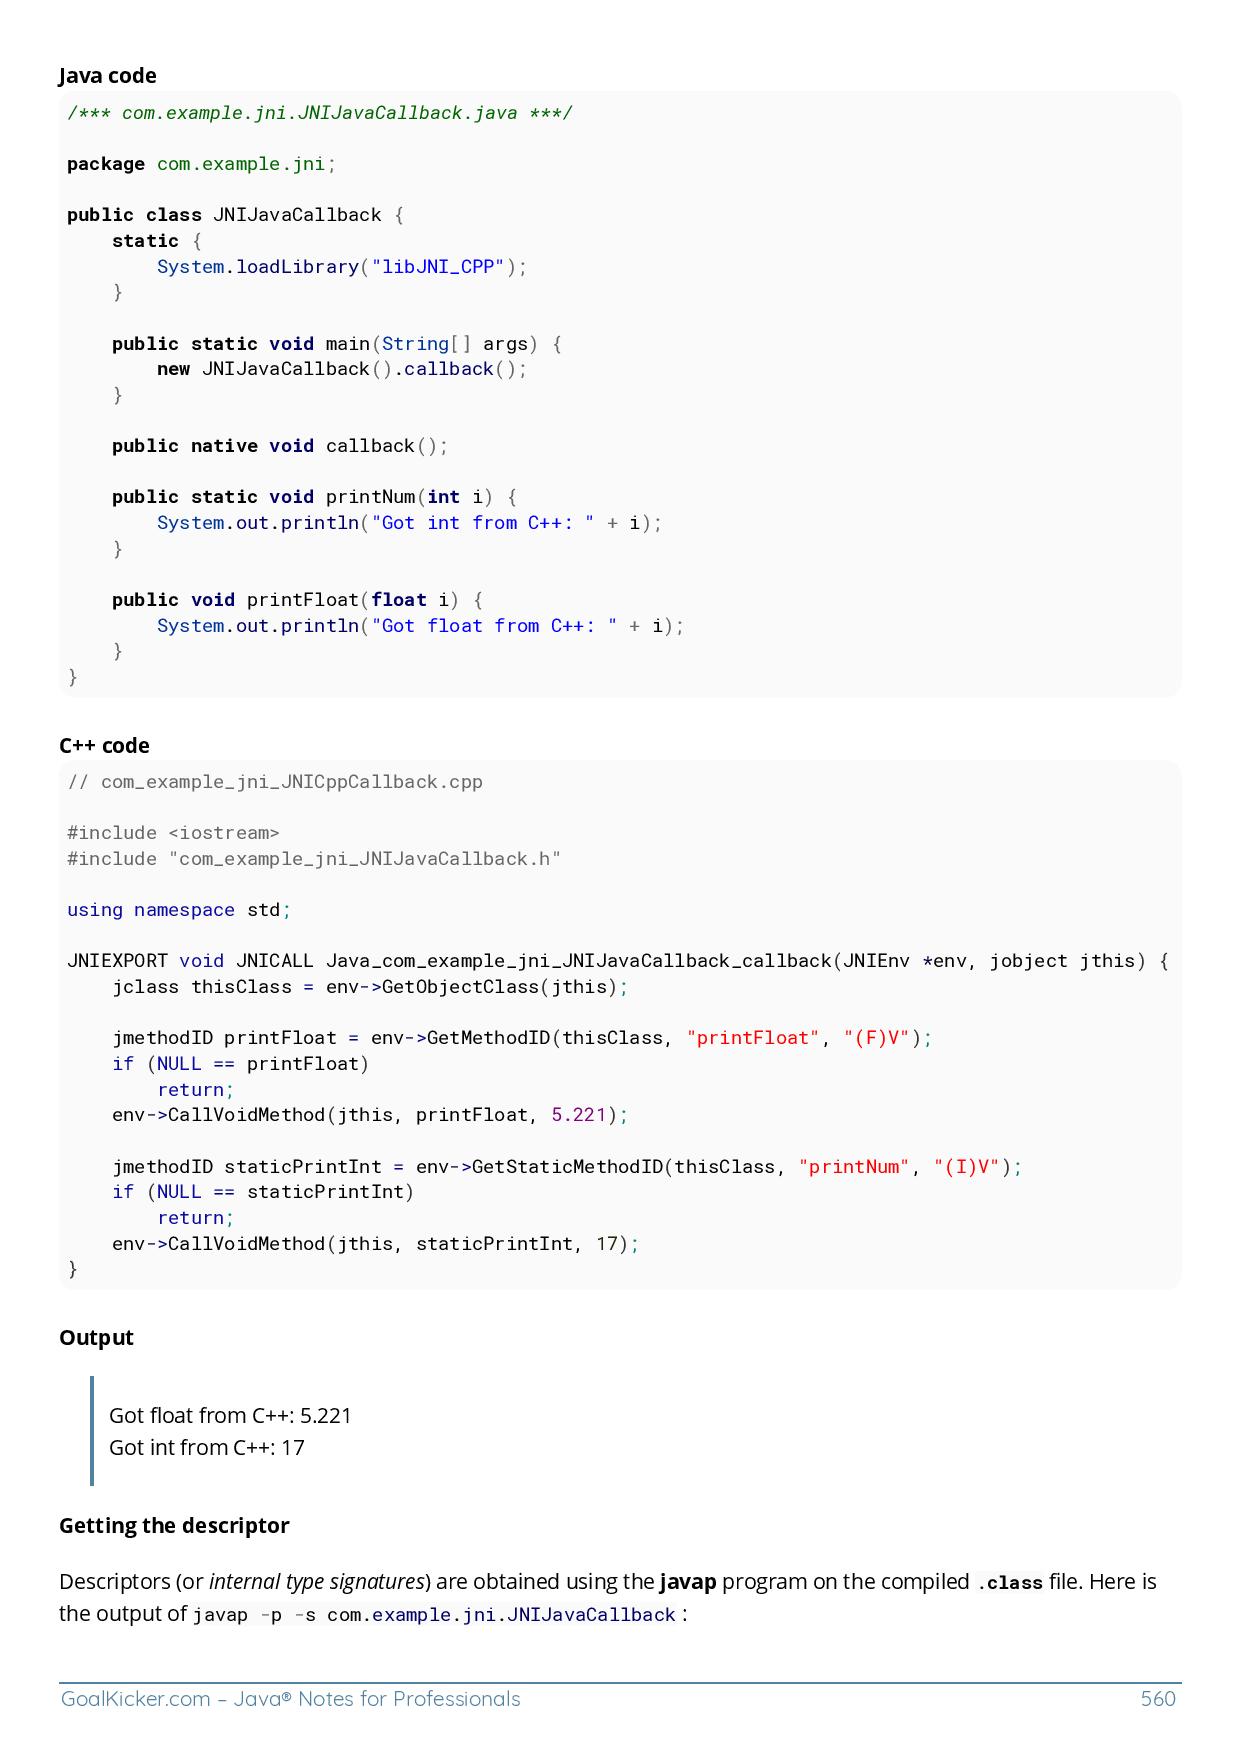 Java code
/*** com.example.jni.JNIJavaCallback.java ***/
package com.example.jni;
public class JNIJavaCallback {
    static {
        System.loadLibrary("libJNI_CPP");
    }
    public static void main(String[] args) {
        new JNIJavaCallback().callback();
    }
    public native void callback();
    public static void printNum(int i) {
        System.out.println("Got int from C++: " + i);
    }
    public void printFloat(float i) {
        System.out.println("Got float from C++: " + i);
    }
}
C++ code
// com_example_jni_JNICppCallback.cpp
#include <iostream>
#include "com_example_jni_JNIJavaCallback.h"
using namespace std;
JNIEXPORT void JNICALL Java_com_example_jni_JNIJavaCallback_callback(JNIEnv *env, jobject jthis) {
    jclass thisClass = env->GetObjectClass(jthis);
    jmethodID printFloat = env->GetMethodID(thisClass, "printFloat", "(F)V");
    if (NULL == printFloat)
        return;
    env->CallVoidMethod(jthis, printFloat, 5.221);
    jmethodID staticPrintInt = env->GetStaticMethodID(thisClass, "printNum", "(I)V");
    if (NULL == staticPrintInt)
        return;
    env->CallVoidMethod(jthis, staticPrintInt, 17);
}
Output
Got float from C++: 5.221
Got int from C++: 17
Getting the descriptor
Descriptors (or internal type signatures) are obtained using the javap program on the compiled .class file. Here is
the output of javap -p -s com.example.jni.JNIJavaCallback :
GoalKicker.com – Java® Notes for Professionals 560